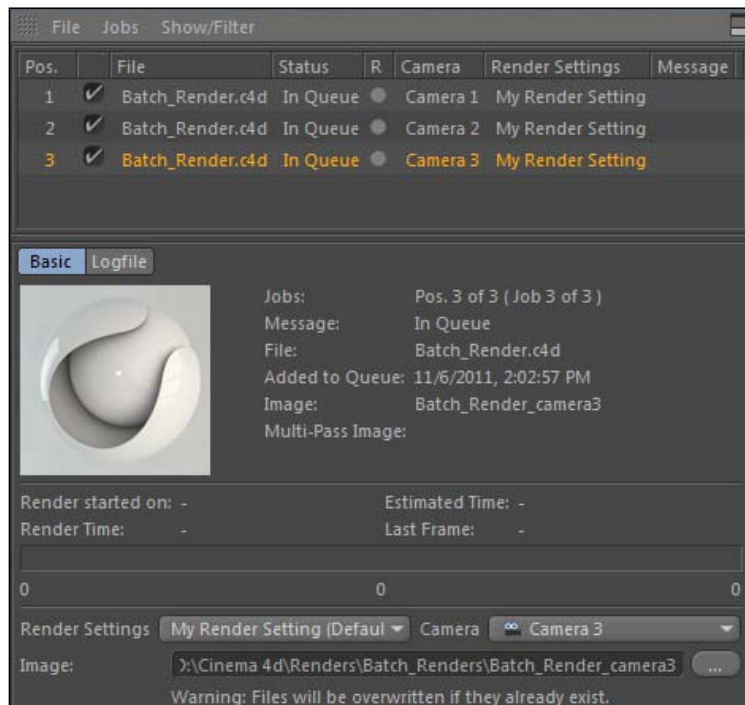 File Jobs Show/Filter
Pos. File Status R Camera Render Settings Message
1 Batch_Render.c4d In Queue Camera 1 My Render Setting
2 Batch_Render.c4d In Queue Camera 2 My Render Setting
3 Batch_Render.c4d In Queue Camera 3 My Render Setting
Basic Logfile
Jobs: Pos. 3 of 3 ( Job 3 of 3 )
Message: In Queue
File: Batch_Render.c4d
Added to Queue: 11/6/2011, 2:02:57 PM
Image: Batch_Render_camera3
Multi-Pass Image:
Render started on: - Estimated Time: -
Render Time: - Last Frame: -
0 0 0
Render Settings My Render Setting (Defaul Camera Camera 3
Image: ):\Cinema 4d\Renders\Batch_Renders\Batch_Render_camera3 ...
Warning: Files will be overwritten if they already exist.